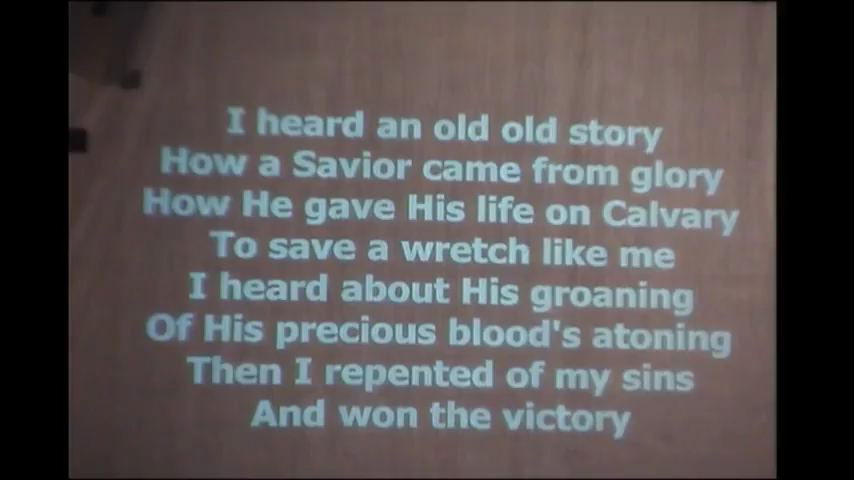 I heard an old old story
How a Savior came from glory
How He gave His life on Calvary
To save a wretch like me
I heard about His groaning
Of His precious blood's atoning
Then I repented of my sins
And won the victory